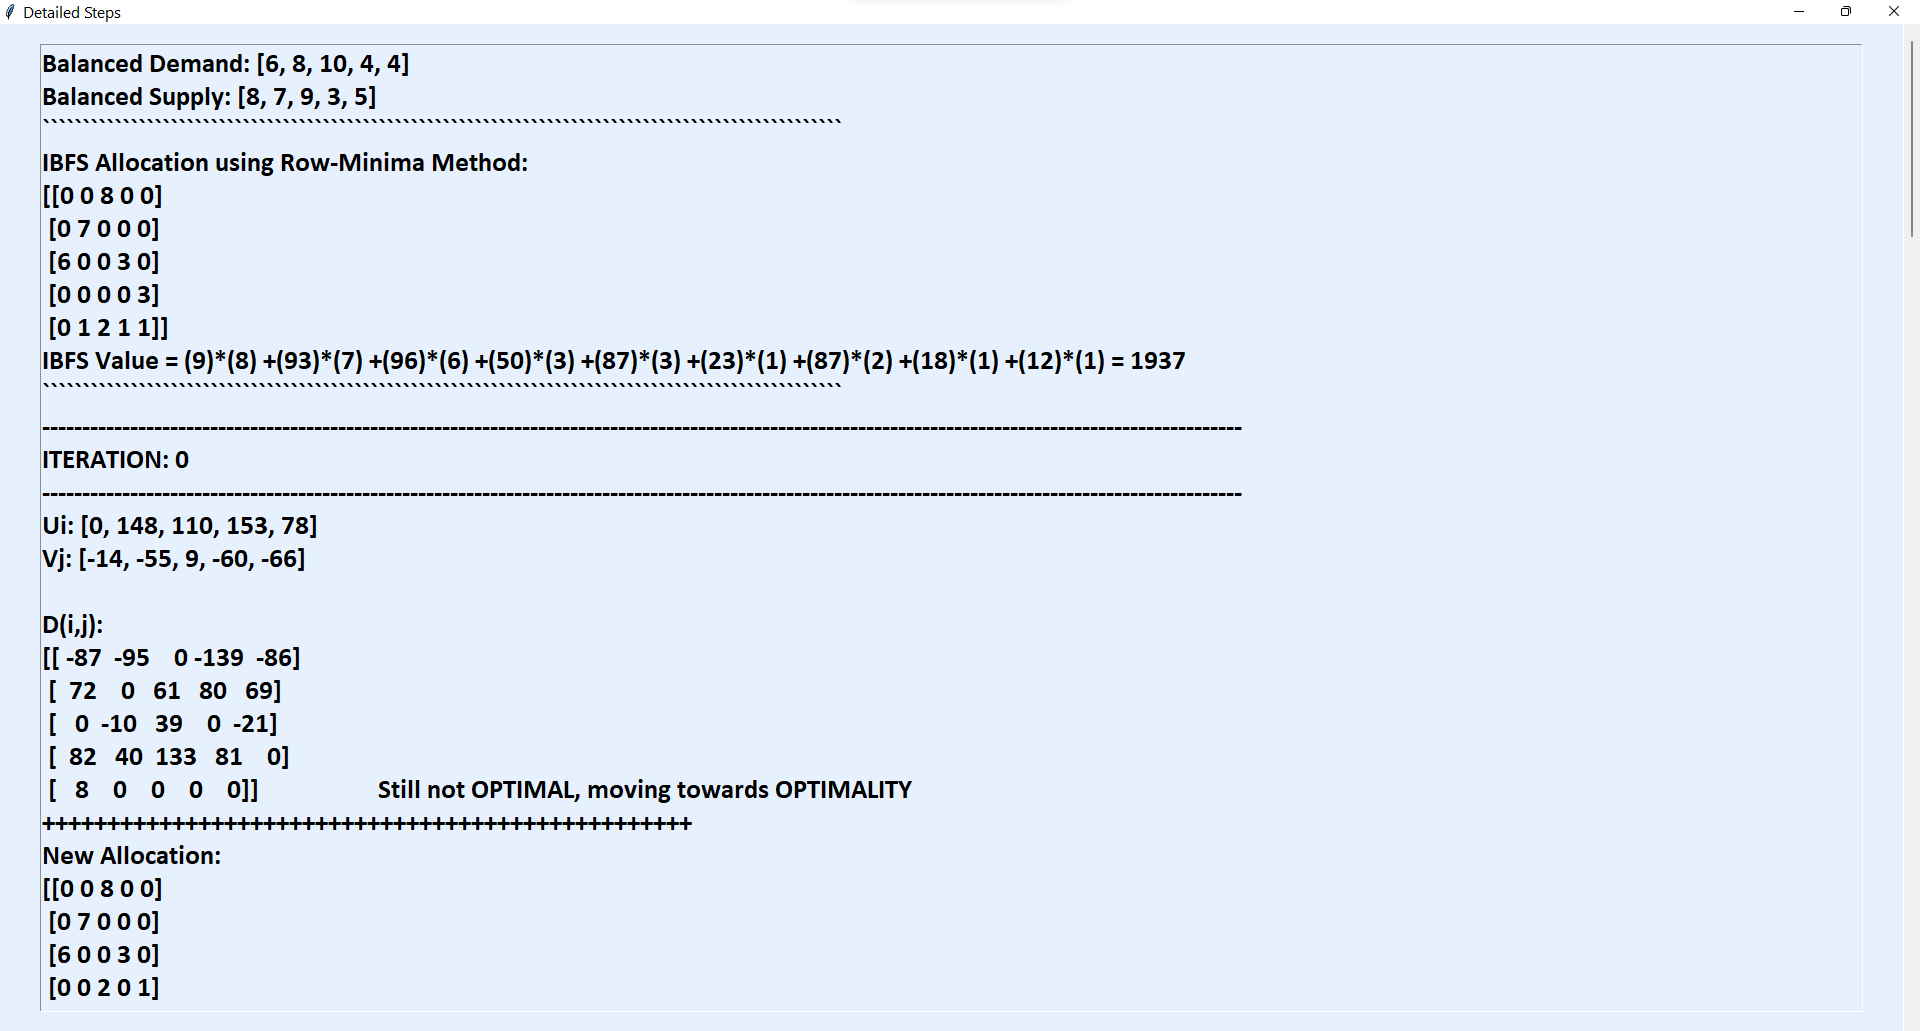 Detailed Steps
Balanced Demand: [6, 8, 10, 4, 4]
Balanced Supply: [8, 7, 9, 3, 5]
````````````````````````````````````````````````````````````````````````````````````````````````````
IBFS Allocation using Row-Minima Method:
[[0 0 8 0 0]
[0 7 0 0 0]
[6 0 0 3 0]
[0 0 0 0 3]
[0 1 2 1 1]]
IBFS Value = (9)*(8) +(93)*(7) +(96)*(6) +(50)*(3) +(87)*(3) +(23)*(1) +(87)*(2) +(18)*(1) +(12)*(1) = 1937
````````````````````````````````````````````````````````````````````````````````````````````````````
------------------------------------------------------------------------------------------------------------------------------------------------------
ITERATION: 0
------------------------------------------------------------------------------------------------------------------------------------------------------
Ui: [0, 148, 110, 153, 78]
Vj: [-14, -55, 9, -60, -66]
D(i,j):
[[ -87 -95 0 -139 -86]
[ 72 0 61 80 69]
[ 0 -10 39 0 -21]
[ 82 40 133 81 0]
[ 8 0 0 0 0]] Still not OPTIMAL, moving towards OPTIMALITY
++++++++++++++++++++++++++++++++++++++++++++++++++
New Allocation:
[[0 0 8 0 0]
[0 7 0 0 0]
[6 0 0 3 0]
[0 0 2 0 1]